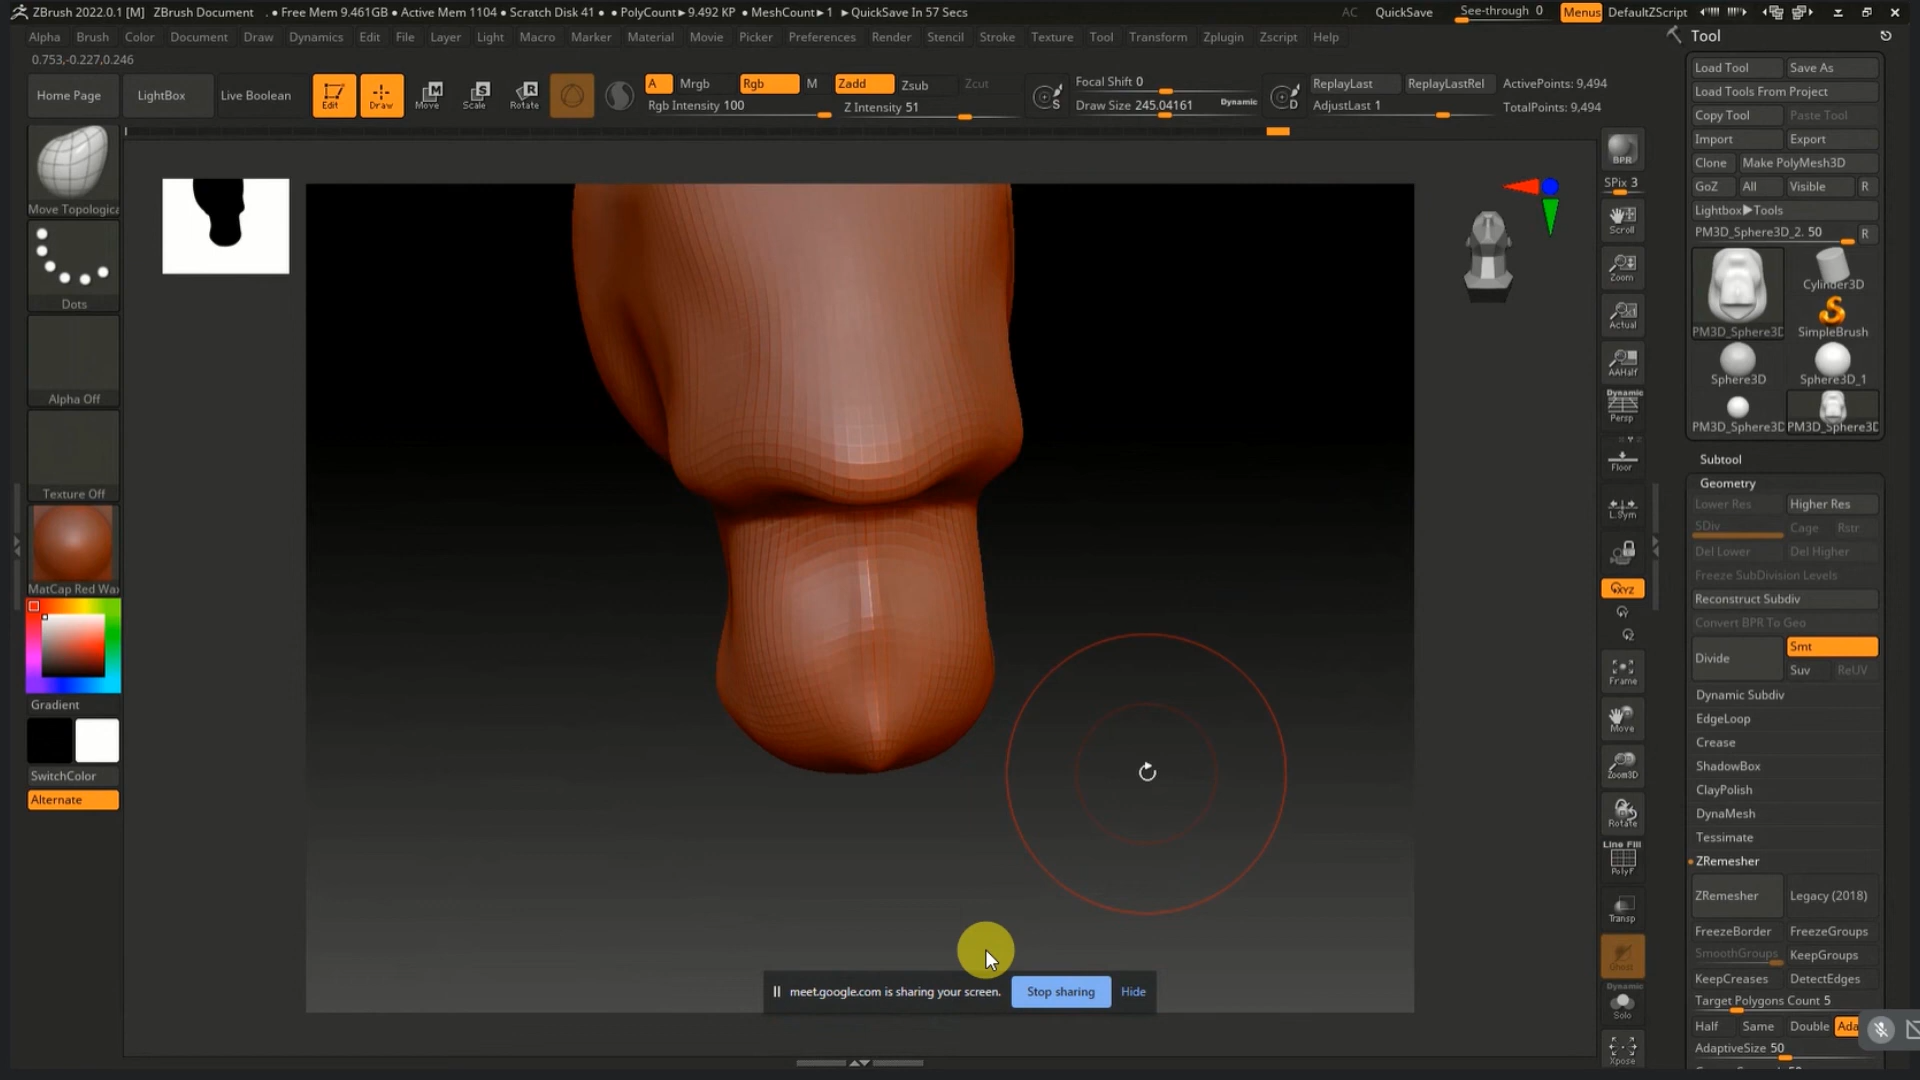 ZBrush 2022.0.1 [M] ZBrush Document . ● Free Mem 9.461GB ● Active Mem 1104 ● Scratch Disk 41 ● ● PolyCount► 9.492 KP ● MeshCount► 1 ►QuickSave In 57 Secs AC QuickSave See-through 0 Menus DefaultZScript
Alpha Brush Color Document Draw Dynamics Edit File Layer Light Macro Marker Material Movie Picker Preferences Render Stencil Stroke Texture Tool Transform Zplugin Zscript Help
0.753,-0.227,0.246
Home Page LightBox Live Boolean Edit Draw Move Scale Rotate
A Mrgb Rgb M Zadd Zsub Zcut
Rgb Intensity 100 Z Intensity 51
Focal Shift 0
Draw Size 245.04161 Dynamic
ReplayLast ReplayLastRel ActivePoints: 9,494
AdjustLast 1 TotalPoints: 9,494
Move Topologica
Dots
Alpha Off
Texture Off
MatCap Red Wax
Gradient
SwitchColor
Alternate
BPR
SPix 3
Scroll
Zoom
Actual
AAHalf
Dynamic
Persp
Floor
L.Sym
XYZ
Frame
Move
Zoom3D
Rotate
Line Fill
PolyF
Transp
Ghost
Dynamic
Solo
Xpose
Tool
Load Tool Save As
Load Tools From Project
Copy Tool Paste Tool
Import Export
Clone Make PolyMesh3D
GoZ All Visible R
Lightbox►Tools
PM3D_Sphere3D_2. 50 R
Cylinder3D
PM3D_Sphere3D SimpleBrush
Sphere3D Sphere3D_1
PM3D_Sphere3D PM3D_Sphere3D
Subtool
Geometry
Lower Res Higher Res
SDiv Cage Rstr
Del Lower Del Higher
Freeze SubDivision Levels
Reconstruct Subdiv
Convert BPR To Geo
Divide Smt
Suv ReUV
Dynamic Subdiv
EdgeLoop
Crease
ShadowBox
ClayPolish
DynaMesh
Tessimate
ZRemesher
ZRemesher Legacy (2018)
FreezeBorder FreezeGroups
SmoothGroups KeepGroups
KeepCreases DetectEdges
Target Polygons Count 5
Half Same Double Ada
AdaptiveSize 50
meet.google.com is sharing your screen. Stop sharing Hide